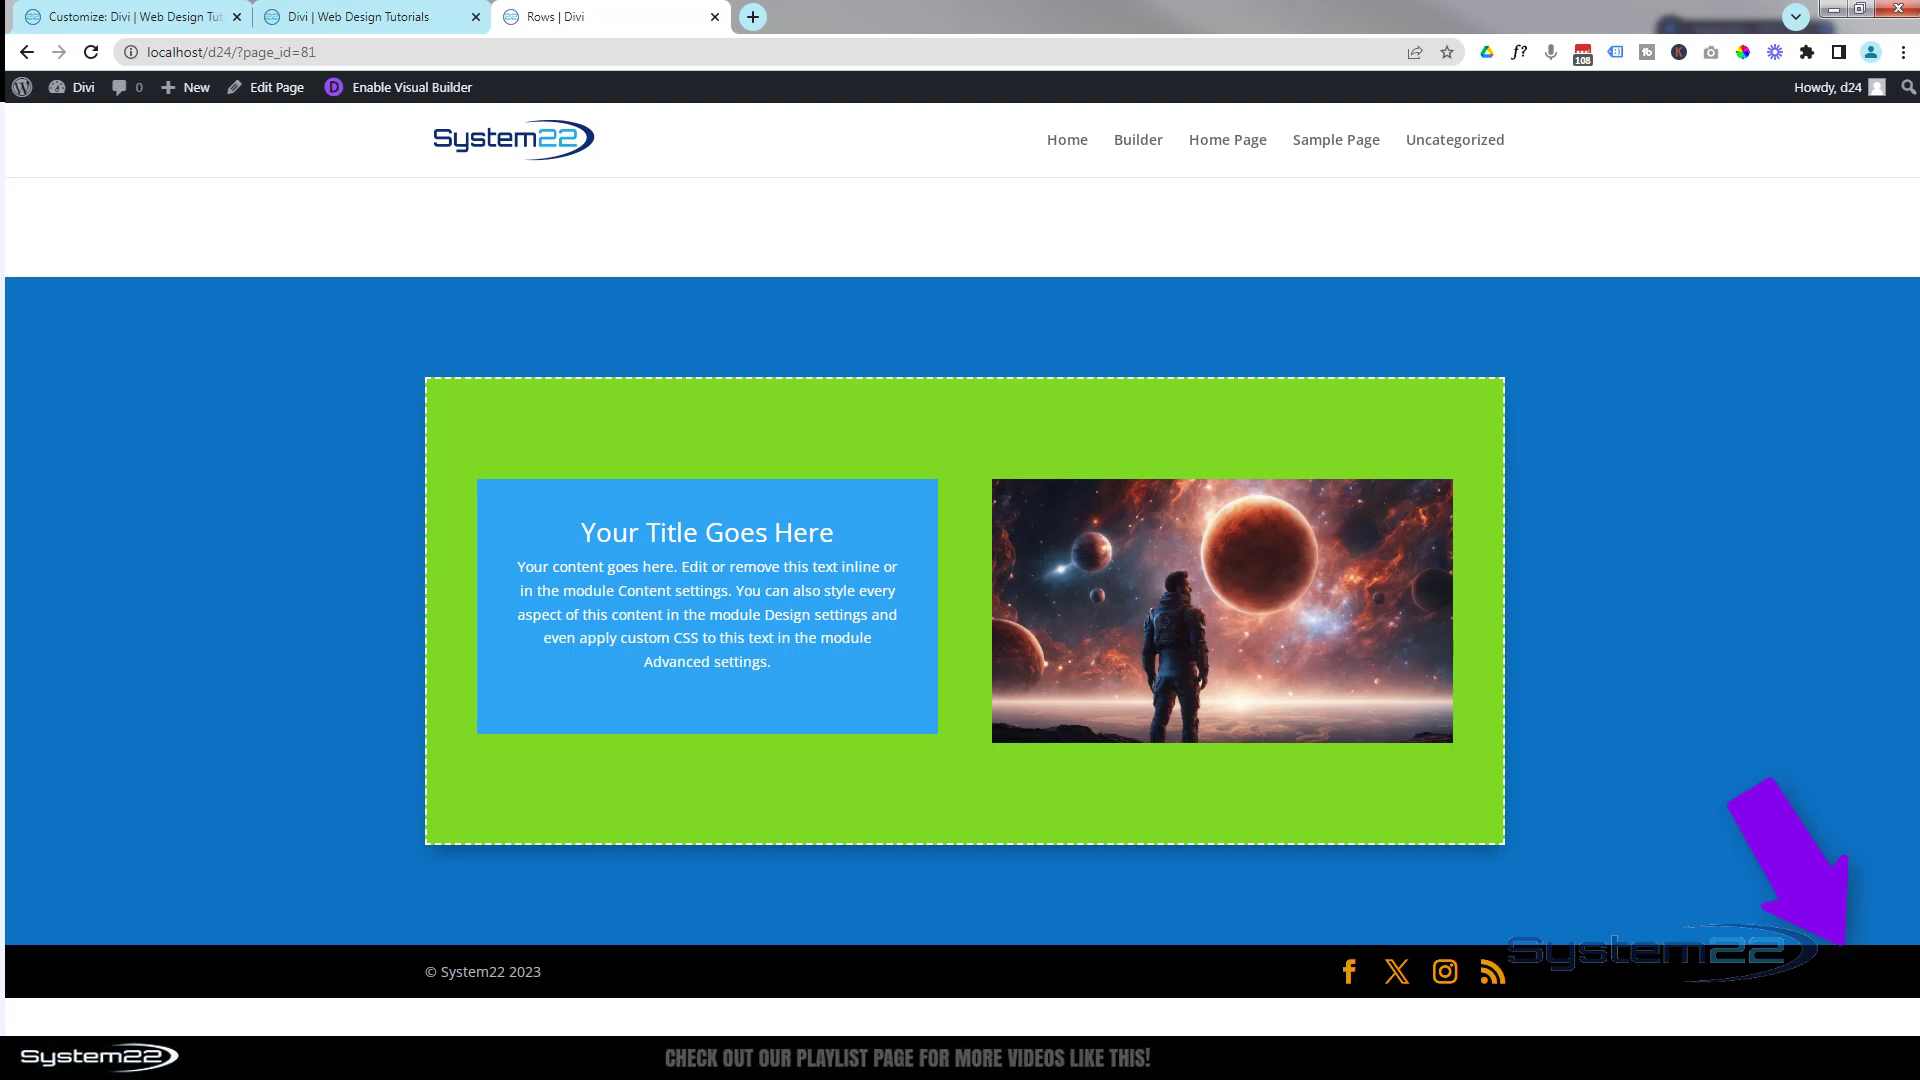 Customize: Divi | Web Design Tut
Divi | Web Design Tutorials
Rows | Divi
localhost/d24/?page_id=81
f?
108
tb
K
Divi
0
New
Edit Page
D
Enable Visual Builder
Howdy, d24
System22
Home
Builder
Home Page
Sample Page
Uncategorized
Your Title Goes Here
Your content goes here. Edit or remove this text inline or
in the module Content settings. You can also style every
aspect of this content in the module Design settings and
even apply custom CSS to this text in the module
Advanced settings.
System22
© System22 2023
System22
CHECK OUT OUR PLAYLIST PAGE FOR MORE VIDEOS LIKE THIS!